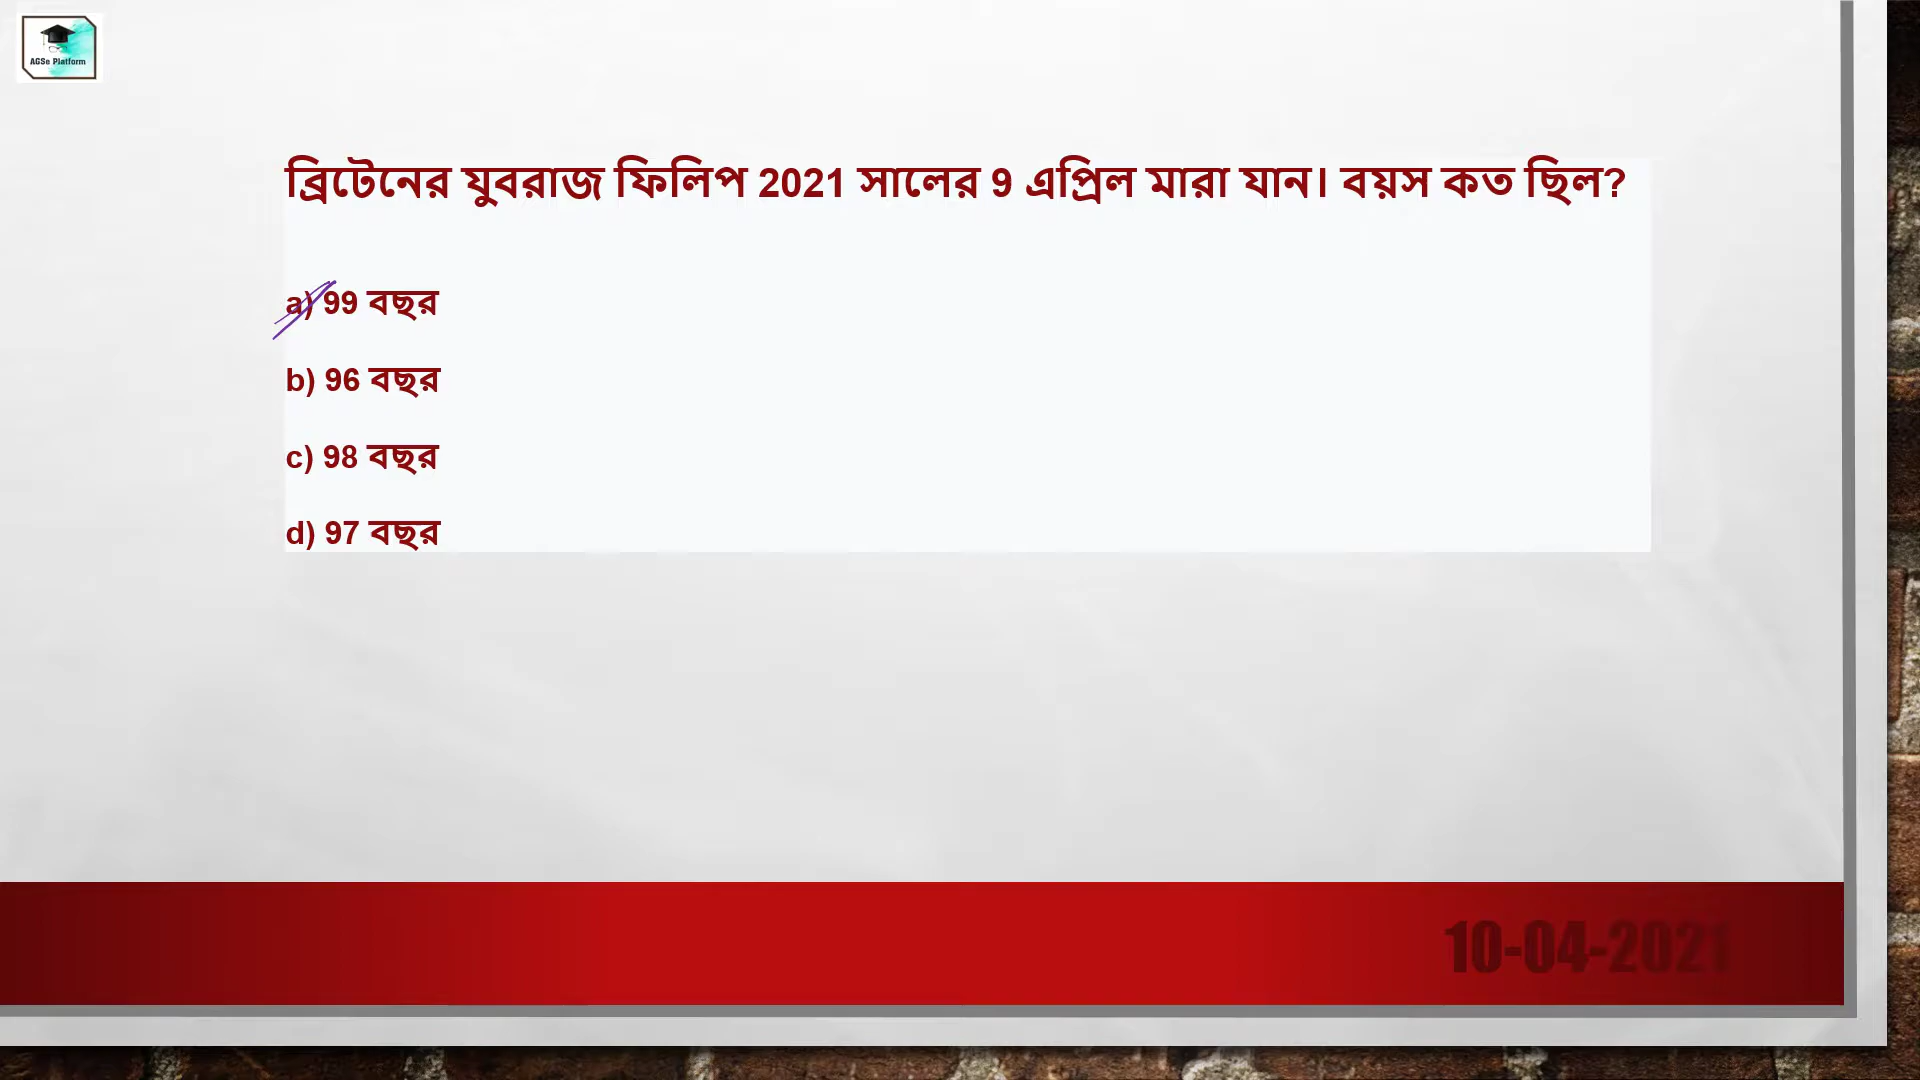 AGSe Platform
ব্রিটেনের যুবরাজ ফিলিপ 2021 সালের 9 এপ্রিল মারা যান। বয়স কত ছিল?
a) 99 বছর
b) 96 বছর
c) 98 বছর
d) 97 বছর
10-04-2021